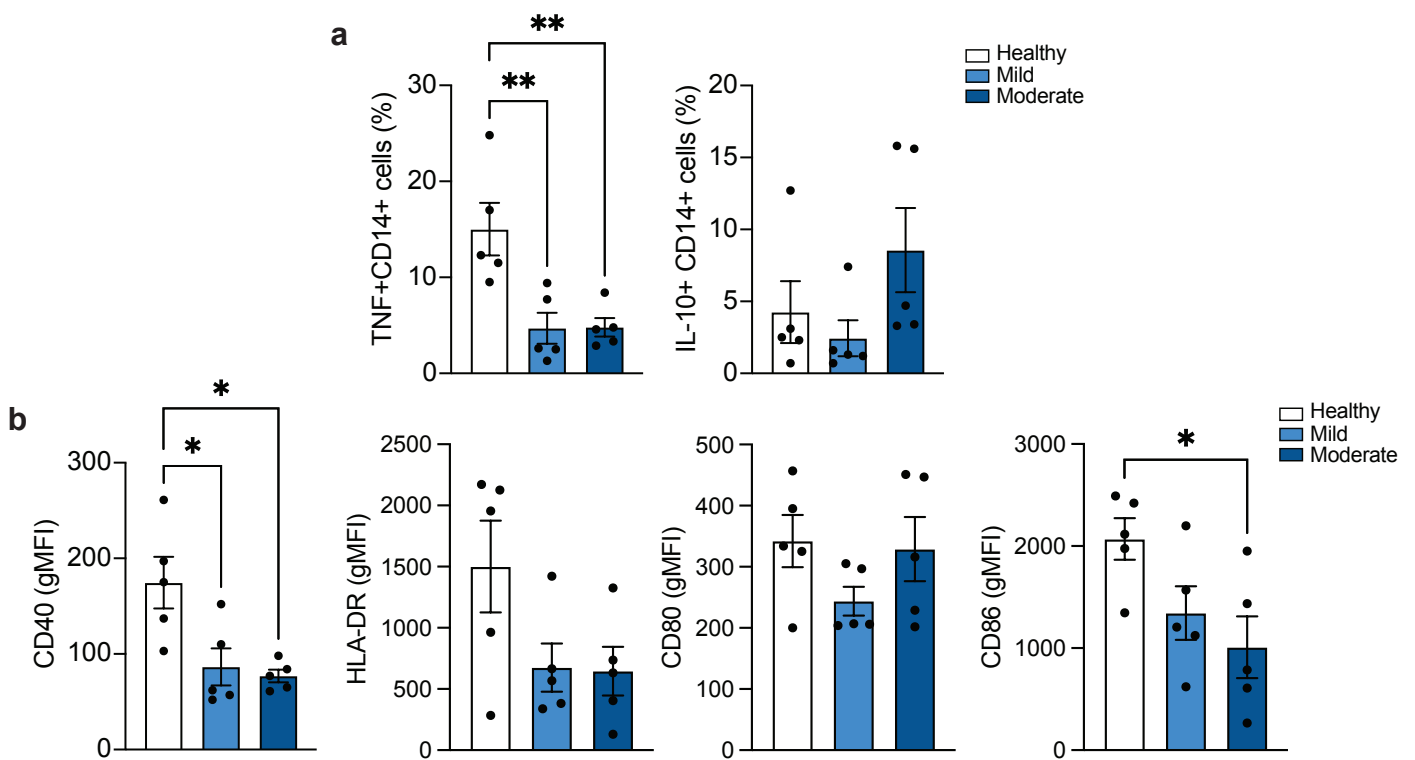 a
**
**
Healthy
Mild
Moderate
TNF+CD14+ cells (%)
30
20
10
0
IL-10+ CD14+ cells (%)
20
15
10
5
0
b
*
*
CD40 (gMFI)
300
200
100
0
HLA-DR (gMFI)
2500
2000
1500
1000
500
0
CD80 (gMFI)
500
400
300
200
100
0
*
CD86 (gMFI)
3000
2000
1000
0
Healthy
Mild
Moderate